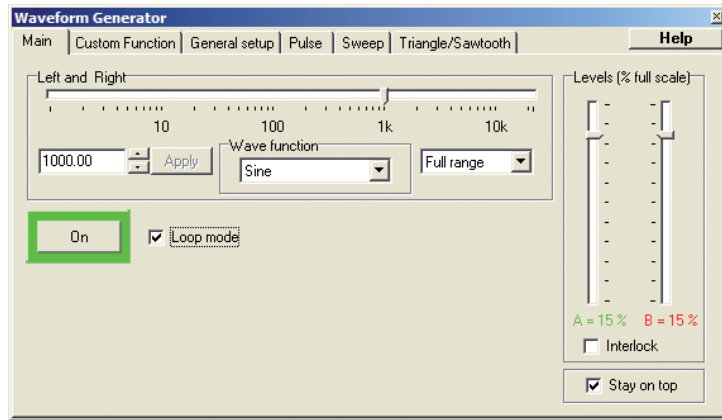 Waveform Generator
Main Custom Function General setup Pulse Sweep Triangle/Sawtooth Help
Left and Right
10 100 1k 10k
1000.00 Apply
Wave function
Sine
Full range
On
Loop mode
Levels (% full scale)
A = 15 % B = 15 %
Interlock
Stay on top